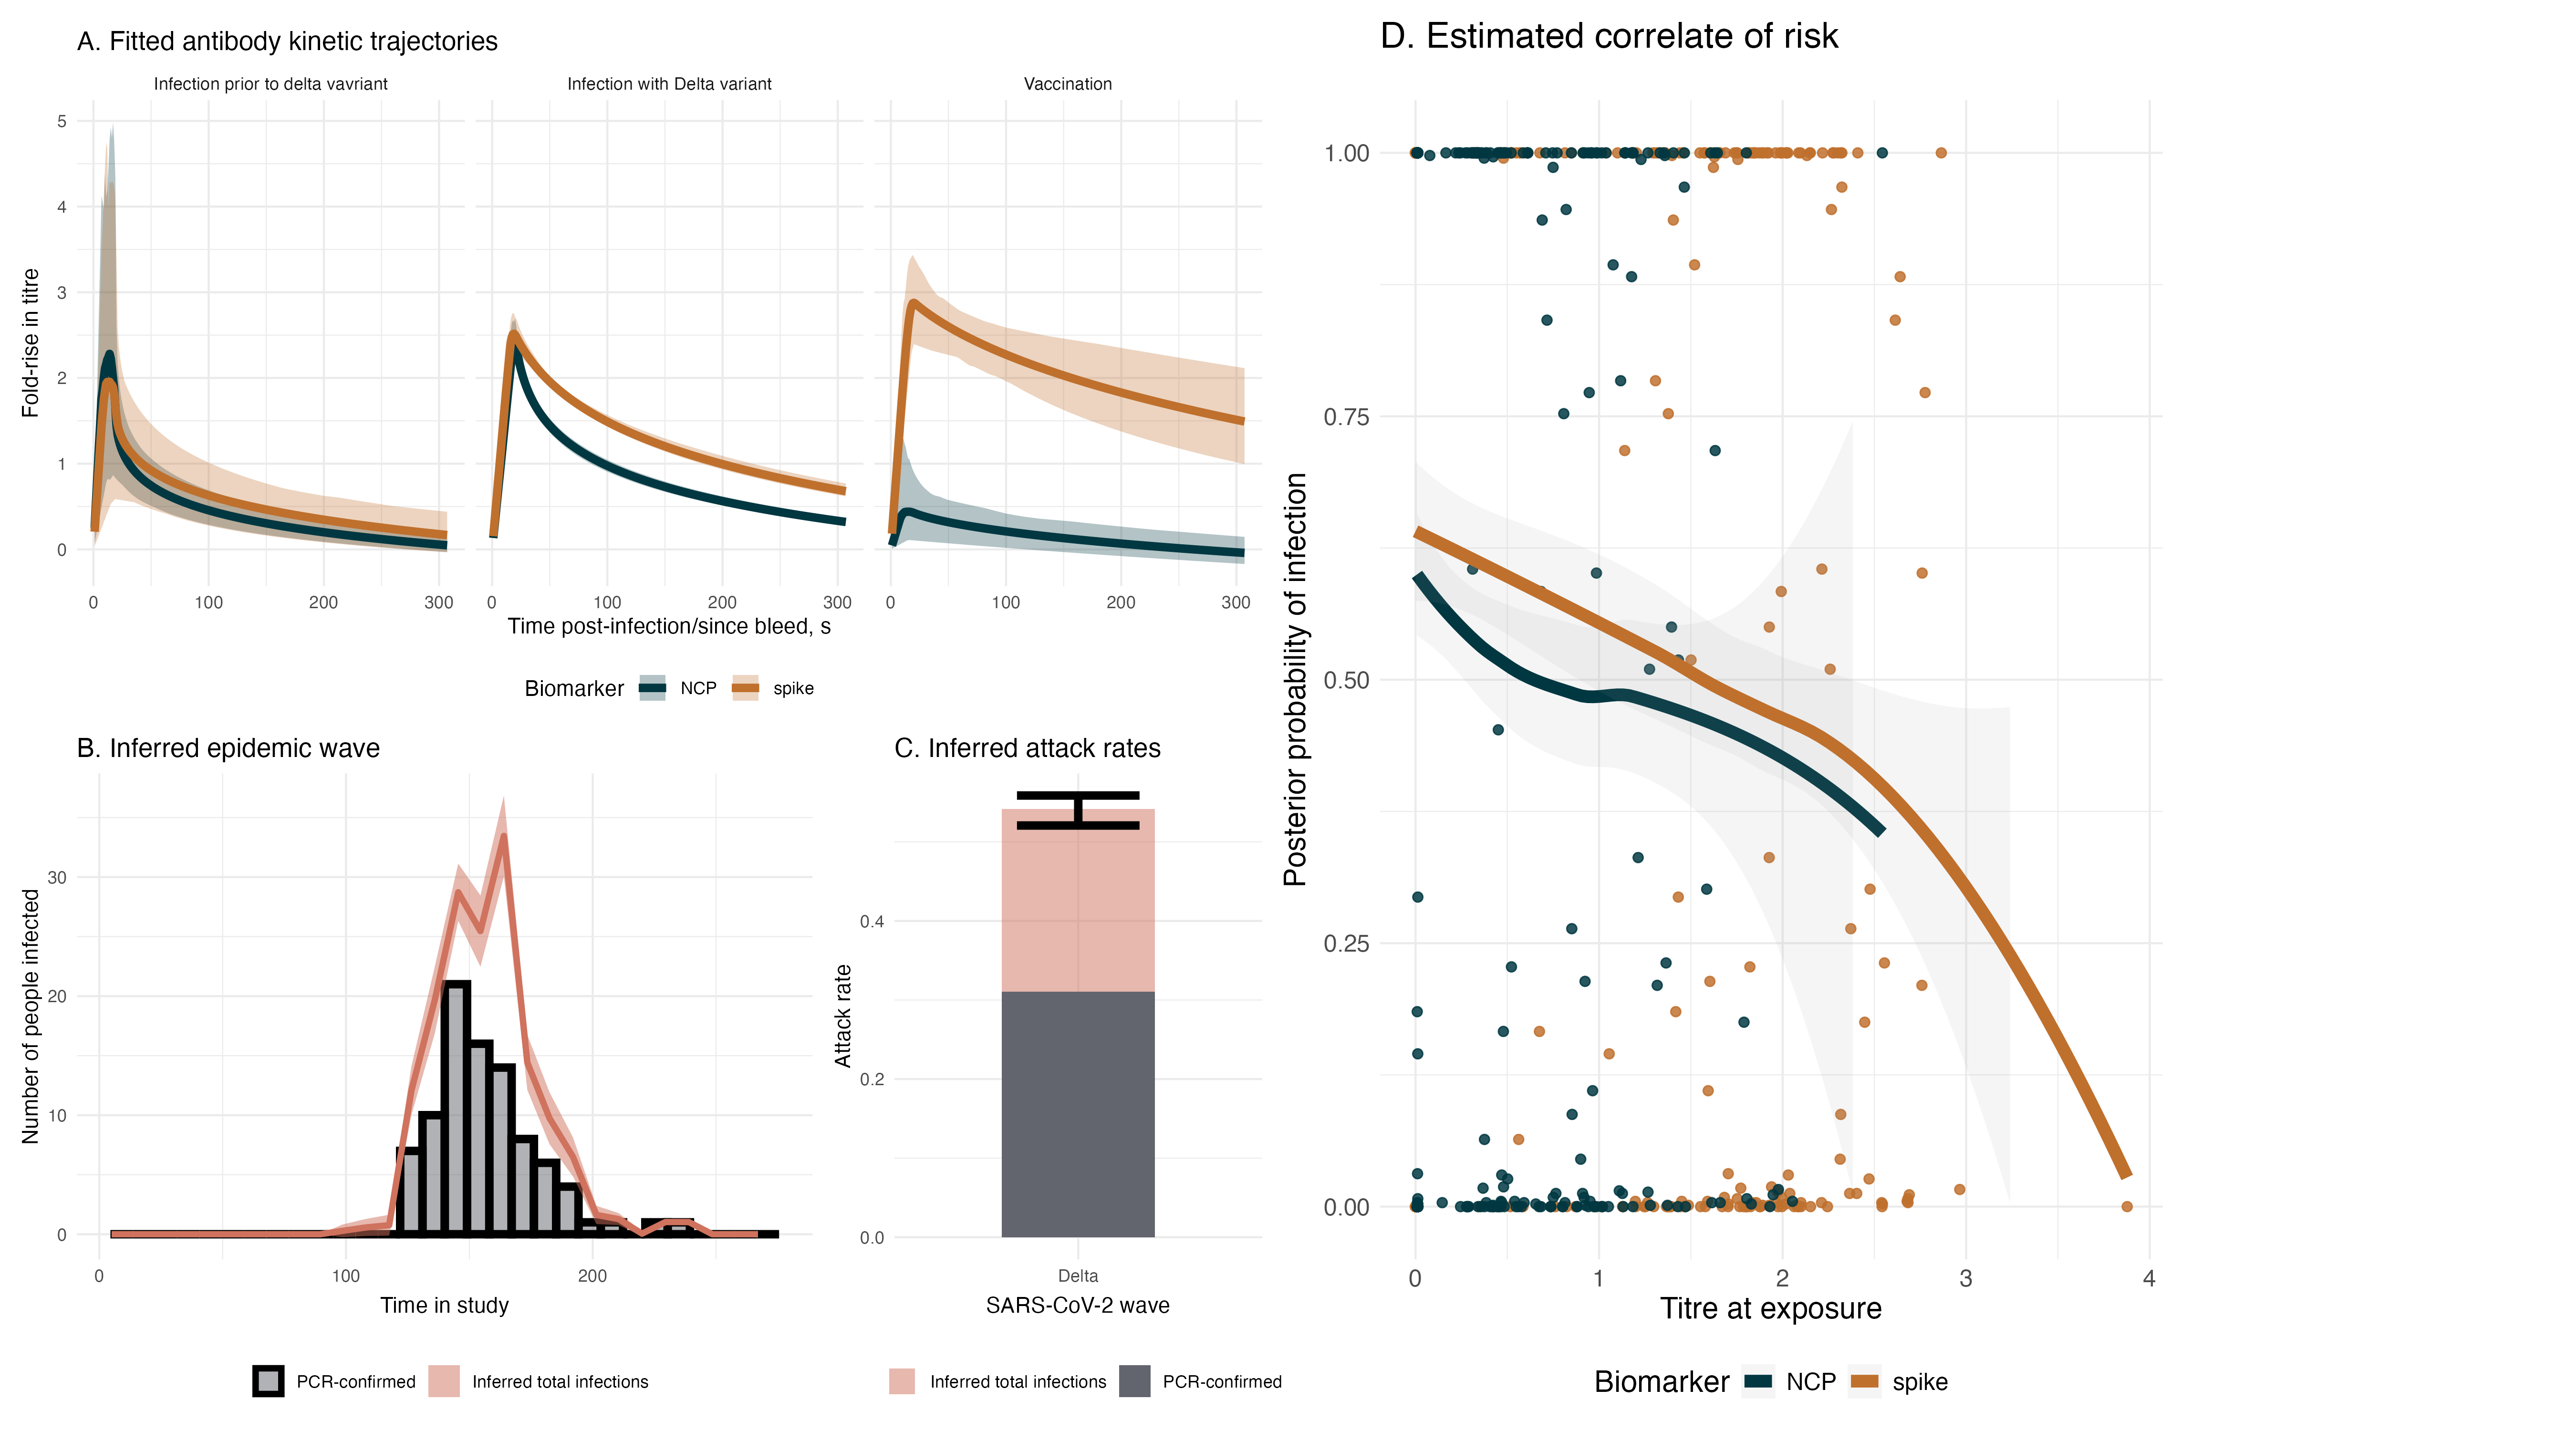 A. Fitted antibody kinetic trajectories
Infection prior to delta vavriant
Infection with Delta variant
Vaccination
Fold-rise in titre
5
4
3
2
1
0
0 100 200 300
0 100 200 300
0 100 200 300
Time post-infection/since bleed, s
Biomarker NCP spike
B. Inferred epidemic wave
Number of people infected
30
20
10
0
0 100 200
Time in study
PCR-confirmed Inferred total infections
C. Inferred attack rates
Attack rate
0.4
0.2
0.0
Delta
SARS-CoV-2 wave
Inferred total infections PCR-confirmed
D. Estimated correlate of risk
Posterior probability of infection
1.00
0.75
0.50
0.25
0.00
0 1 2 3 4
Titre at exposure
Biomarker NCP spike